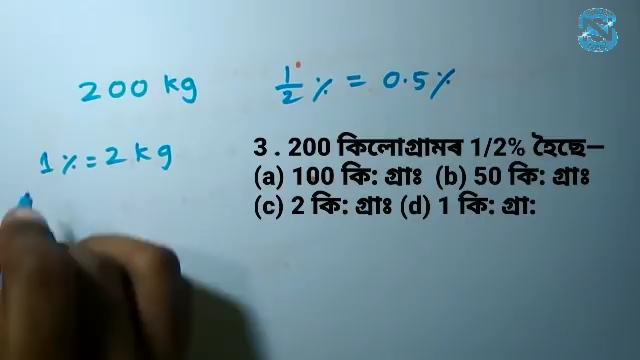 200 kg 1/2 % = 0.5%
1% = 2 kg
3 . 200 কিলোগ্ৰামৰ 1/2% হৈছে—
(a) 100 কি: গ্ৰাঃ (b) 50 কি: গ্ৰাঃ
(c) 2 কি: গ্ৰাঃ (d) 1 কি: গ্ৰা: